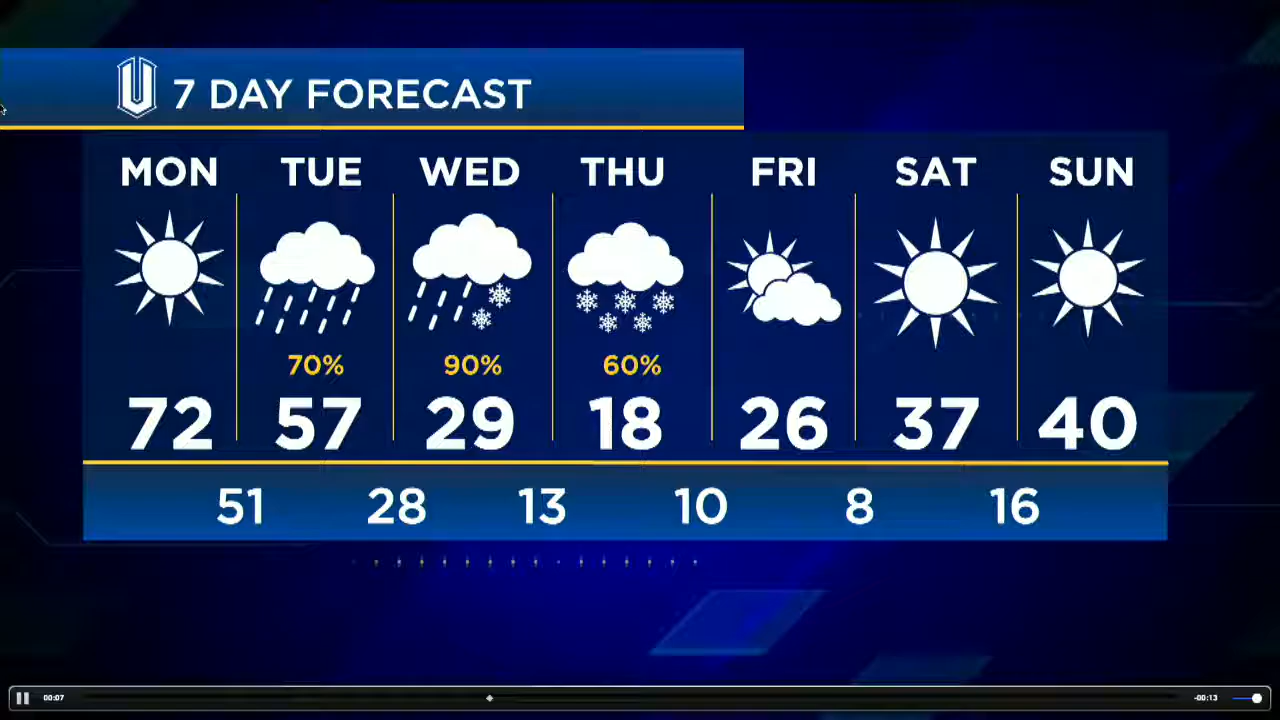 U 7 DAY FORECAST
MON TUE WED THU FRI SAT SUN
70% 90% 60%
72 57 29 18 26 37 40
51 28 13 10 8 16
00:07 -00:13